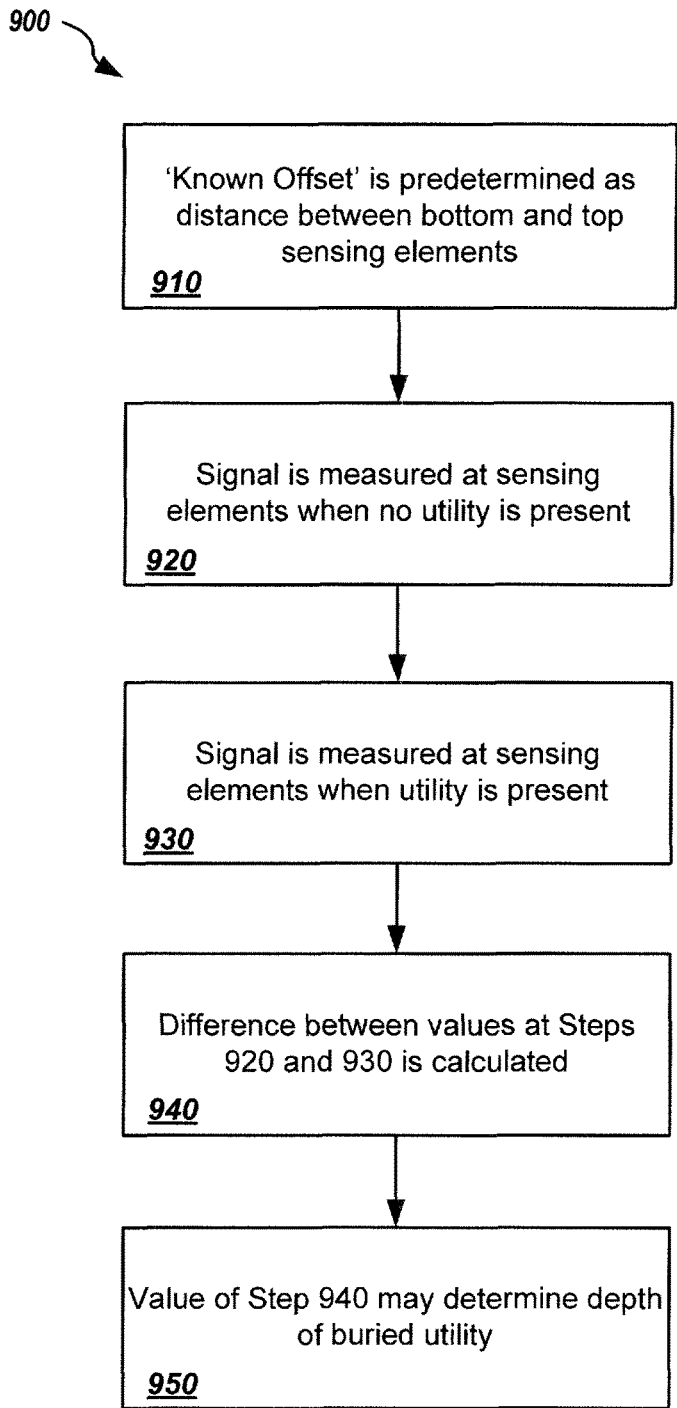 900
‘Known Offset’ is predetermined as
distance between bottom and top
sensing elements
910
Signal is measured at sensing
elements when no utility is present
920
Signal is measured at sensing
elements when utility is present
930
Difference between values at Steps
920 and 930 is calculated
940
Value of Step 940 may determine depth
of buried utility
950